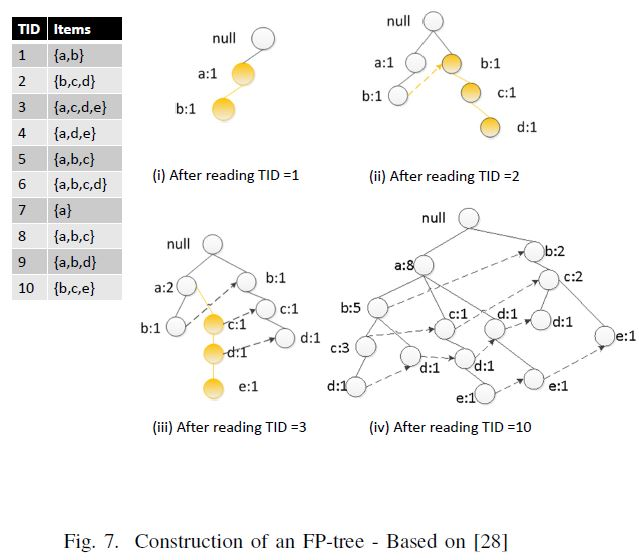 TID Items
1 {a,b}
2 {b,c,d}
3 {a,c,d,e}
4 {a,d,e}
5 {a,b,c}
6 {a,b,c,d}
7 {a}
8 {a,b,c}
9 {a,b,d}
10 {b,c,e}
null
a:1
b:1
(i) After reading TID =1
null
a:1
b:1
b:1
c:1
d:1
(ii) After reading TID =2
null
a:2
b:1
b:1
c:1
c:1
d:1
d:1
e:1
(iii) After reading TID =3
null
a:8
b:2
c:2
b:5
c:1
d:1
d:1
e:1
c:3
d:1
d:1
d:1
e:1
e:1
(iv) After reading TID =10
Fig. 7. Construction of an FP-tree - Based on [28]